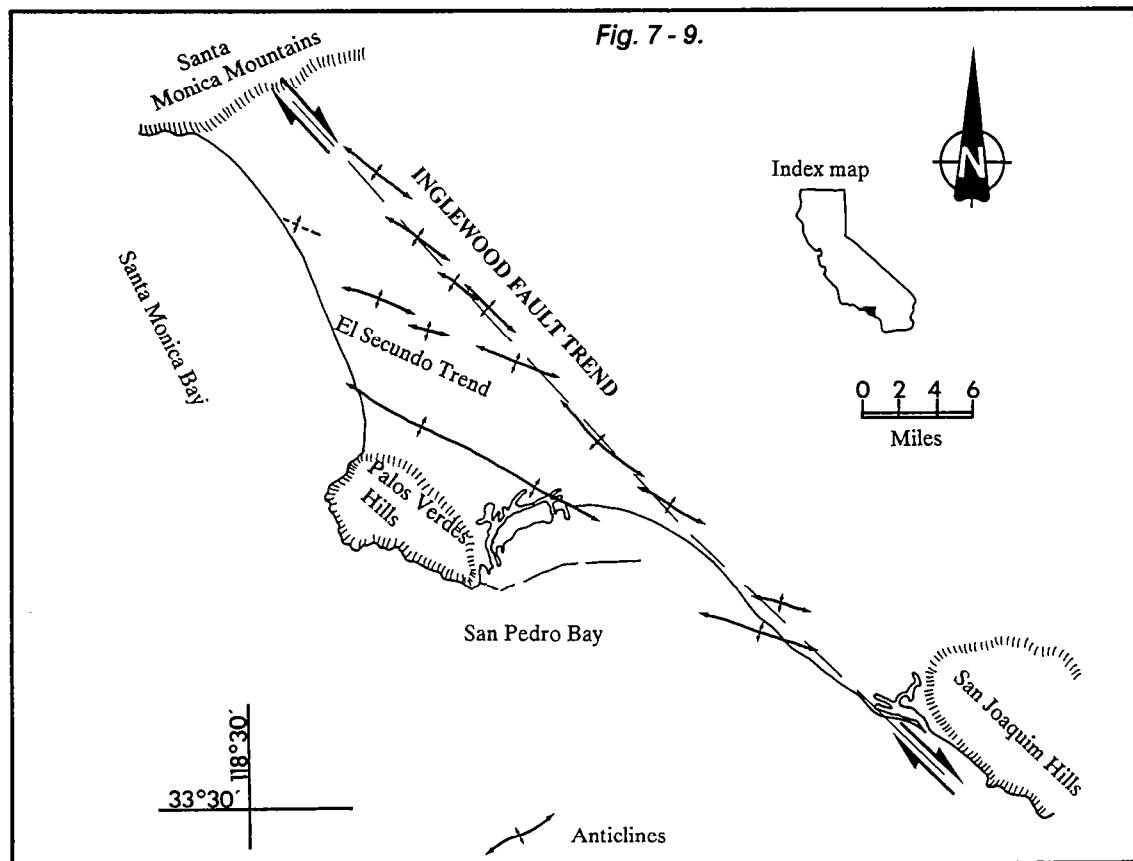 Fig. 7 - 9.
Santa
Monica Mountains
N
Index map
INGLEWOOD FAULT TREND
Santa Monica Bay
El Secundo Trend
0 2 4 6
Miles
Palos Verdes
Hills
San Pedro Bay
San Joaquim Hills
118°30´
33°30´
Anticlines